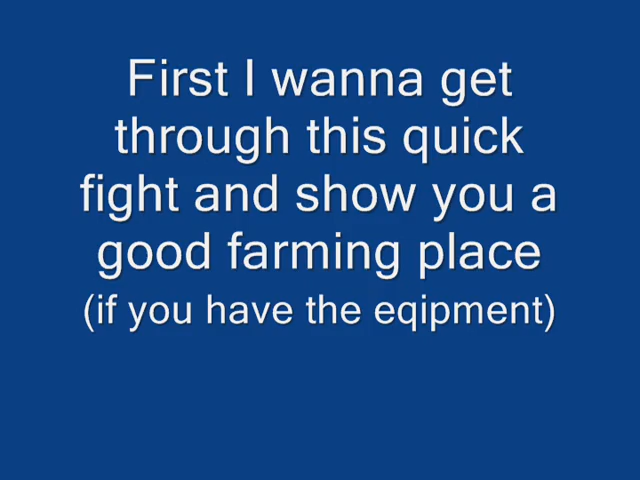 First I wanna get
through this quick
fight and show you a
good farming place
(if you have the eqipment)